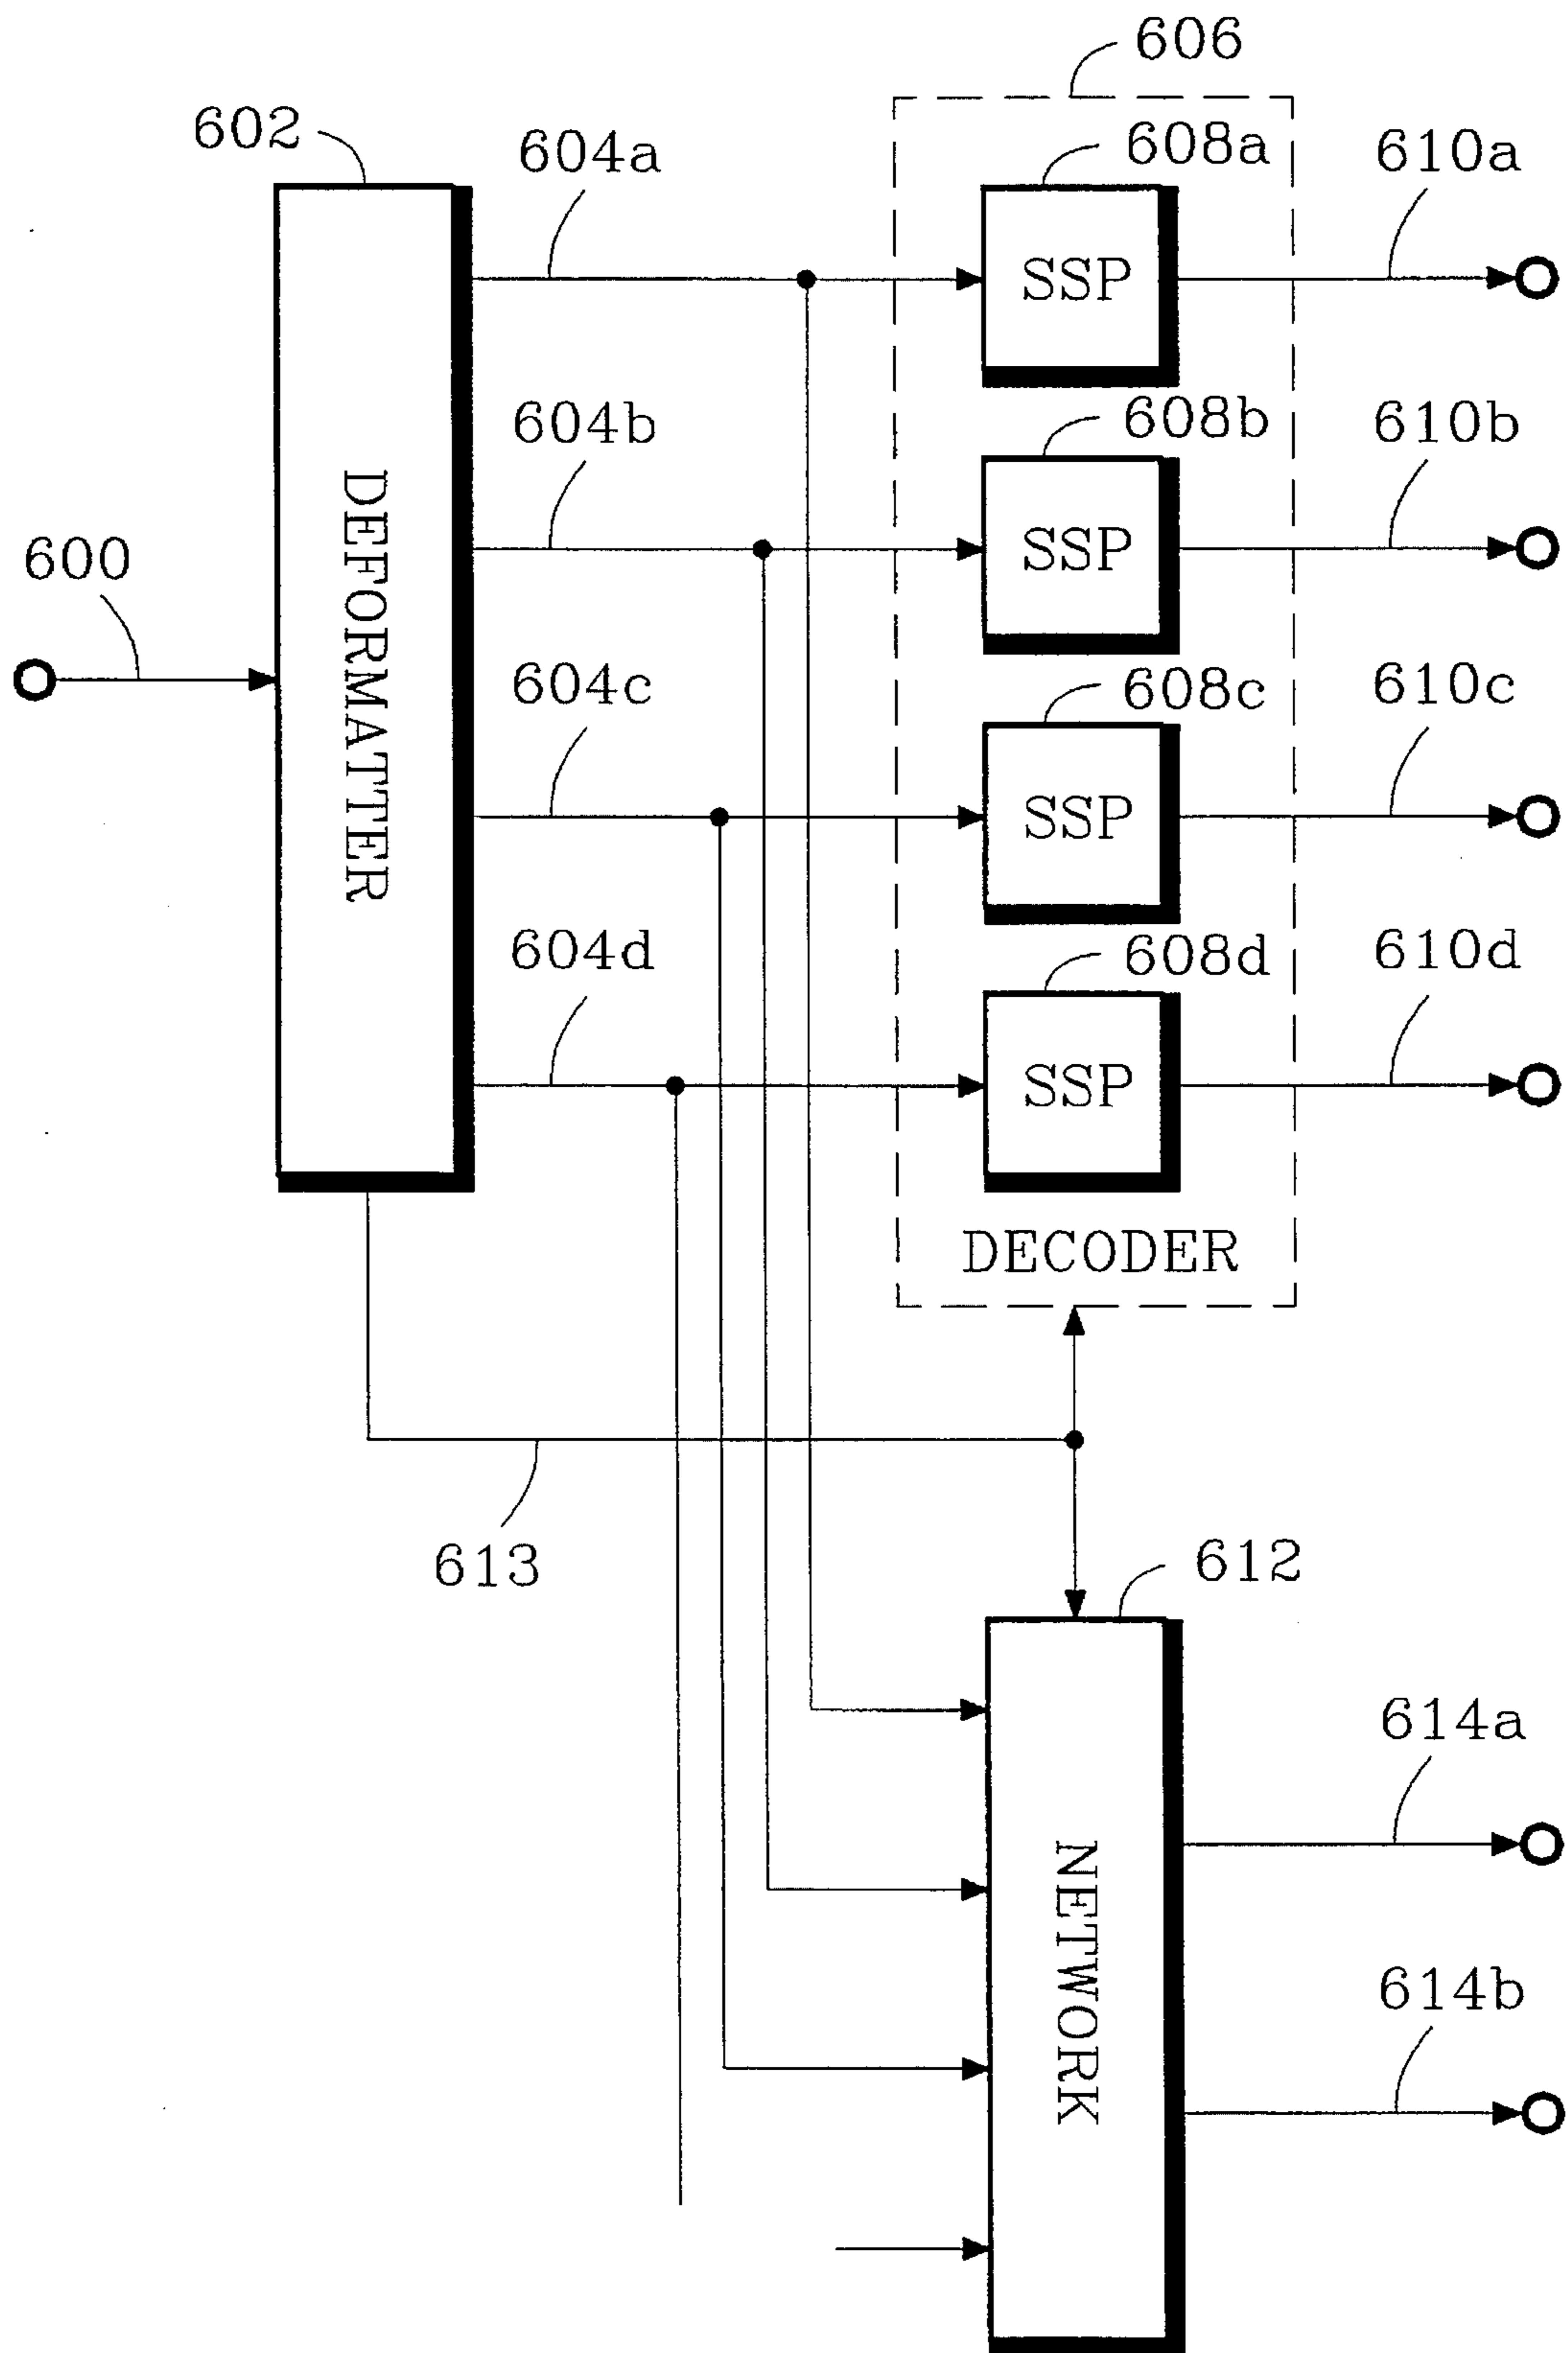 606
602
604a
608a
610a
SSP
604b
608b
610b
DEFORMATTER
SSP
600
604c
608c
610c
SSP
604d
608d
610d
SSP
DECODER
613
612
614a
NETWORK
614b